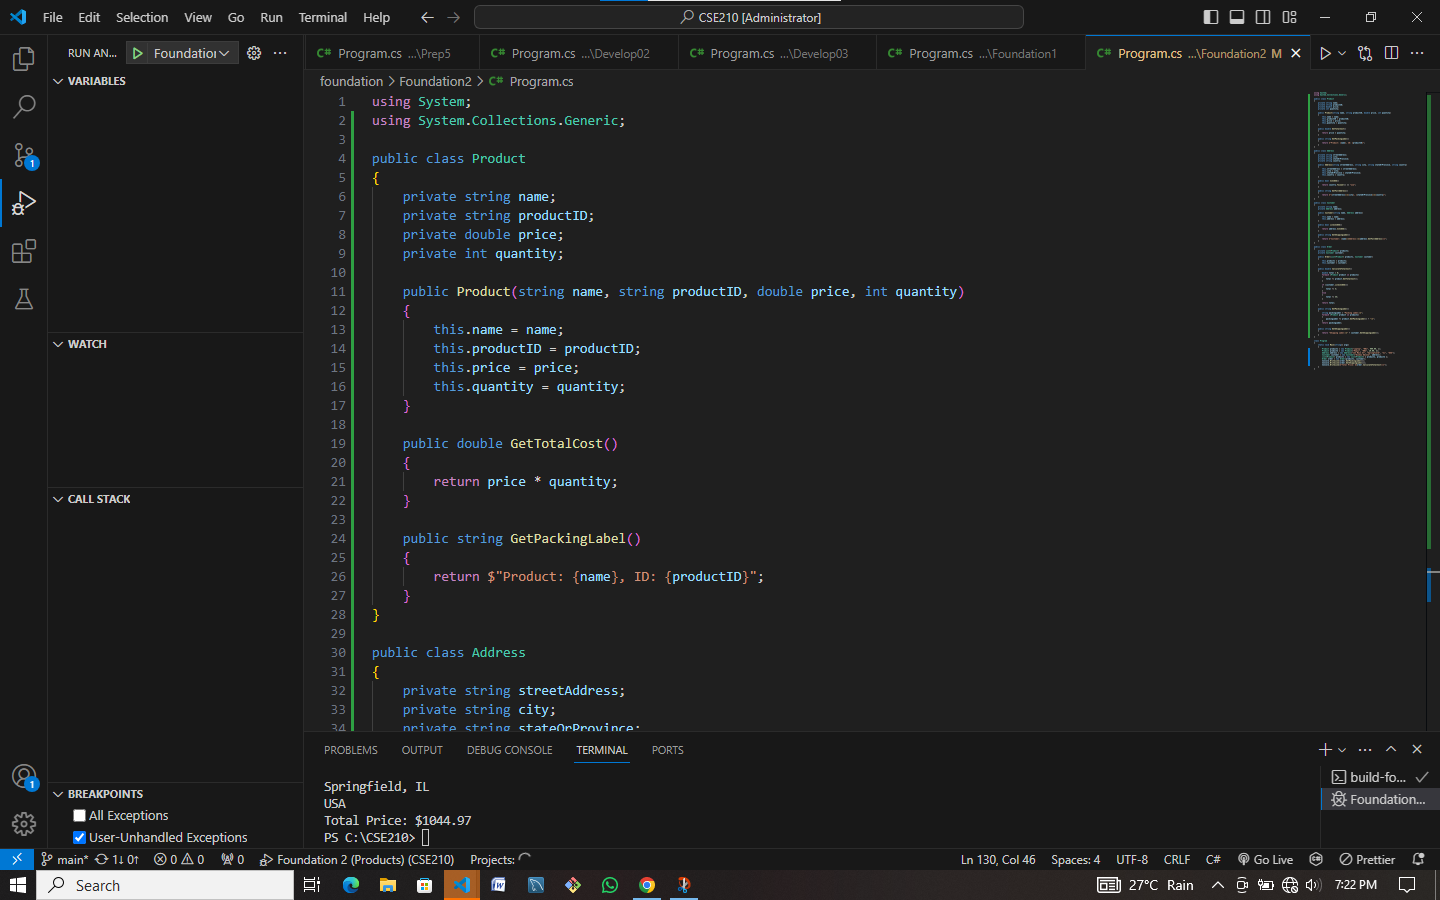 File Edit Selection View Go Run Terminal Help
CSE210 [Administrator]
RUN AN... Foundation
Program.cs ...\Prep5
Program.cs ...\Develop02
Program.cs ...\Develop03
Program.cs ...\Foundation1
Program.cs ...\Foundation2 M
foundation > Foundation2 > Program.cs
VARIABLES
WATCH
CALL STACK
BREAKPOINTS
All Exceptions
User-Unhandled Exceptions
1 using System;
2 using System.Collections.Generic;
3
4 public class Product
5 {
6 private string name;
7 private string productID;
8 private double price;
9 private int quantity;
10
11 public Product(string name, string productID, double price, int quantity)
12 {
13 this.name = name;
14 this.productID = productID;
15 this.price = price;
16 this.quantity = quantity;
17 }
18
19 public double GetTotalCost()
20 {
21 return price * quantity;
22 }
23
24 public string GetPackingLabel()
25 {
26 return $"Product: {name}, ID: {productID}";
27 }
28 }
29
30 public class Address
31 {
32 private string streetAddress;
33 private string city;
34 private string stateOrProvince;
PROBLEMS OUTPUT DEBUG CONSOLE TERMINAL PORTS
Springfield, IL
USA
Total Price: $1044.97
PS C:\CSE210>
build-fo...
Foundation...
1
1
main* 1↓ 0↑ 0 0 0 Foundation 2 (Products) (CSE210) Projects:
Ln 130, Col 46 Spaces: 4 UTF-8 CRLF C# Go Live Prettier
Search
27°C Rain
7:22 PM